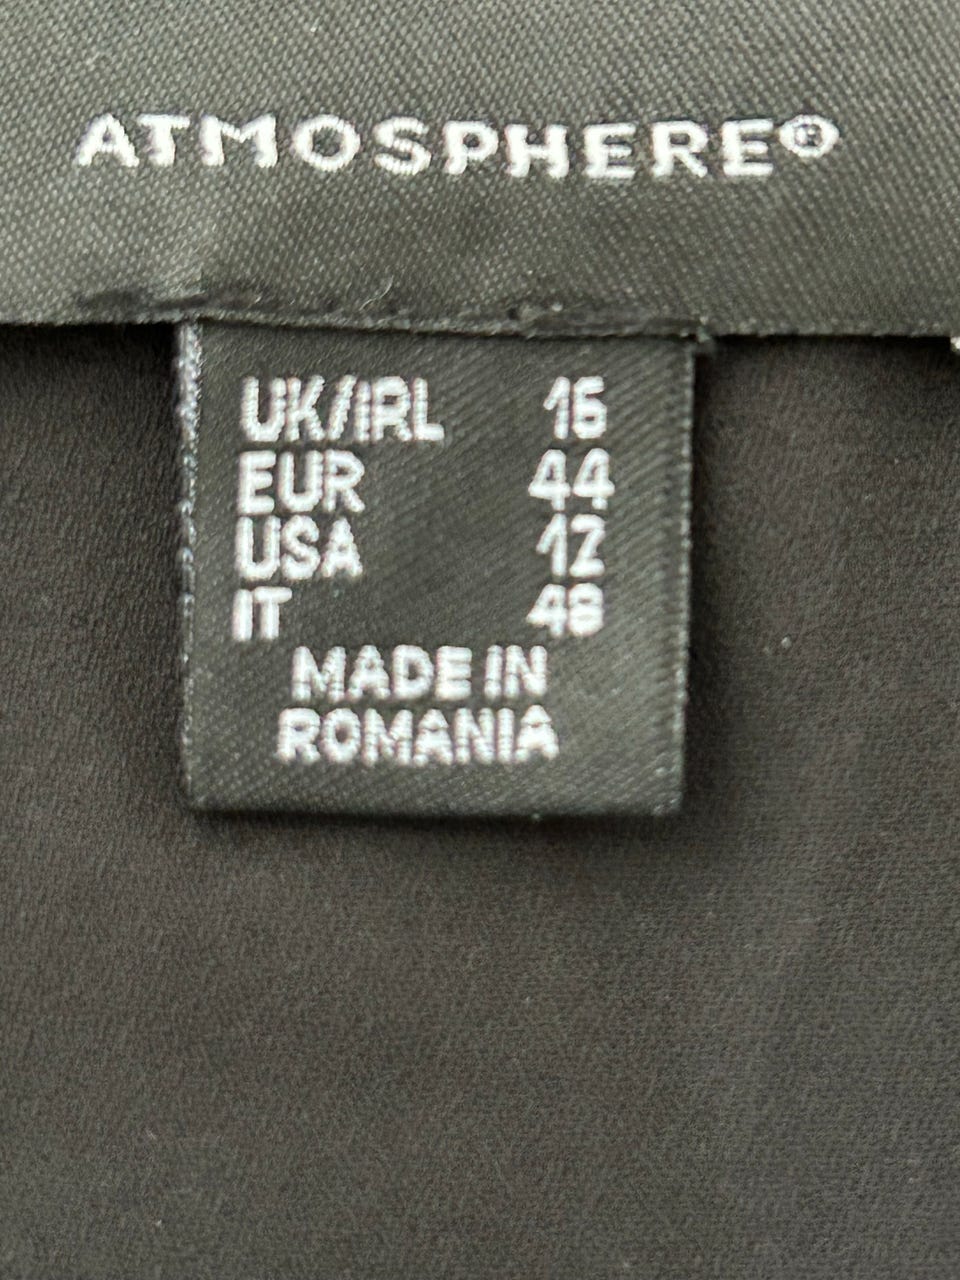 ATMOSPHERE®
UK/IRL 16
EUR 44
USA 12
IT 48
MADE IN
ROMANIA